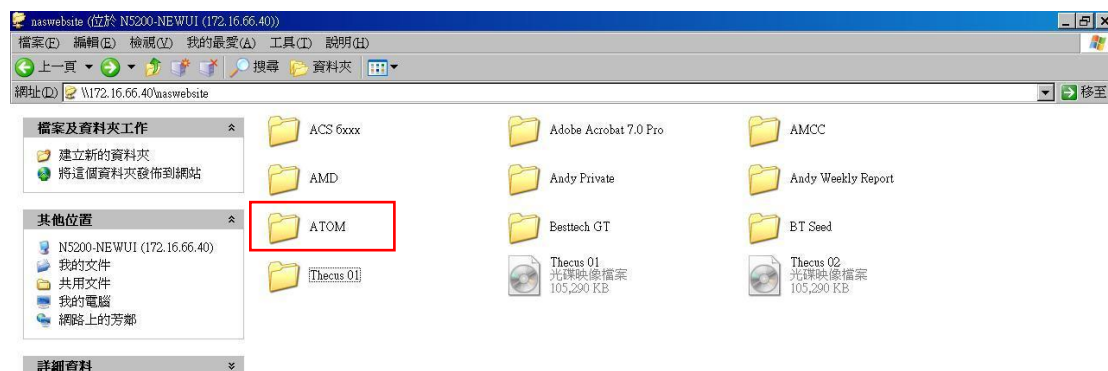 naswebsite (位於 N5200-NEWUI (172.16.66.40))
檔案(F) 編輯(E) 檢視(V) 我的最愛(A) 工具(T) 說明(H)
上一頁 搜尋 資料夾
網址(D) \\172.16.66.40\naswebsite 移至
檔案及資料夾工作
建立新的資料夾
將這個資料夾發佈到網站
其他位置
N5200-NEWUI (172.16.66.40)
我的文件
共用文件
我的電腦
網路上的芳鄰
詳細資料
ACS 6xxx
Adobe Acrobat 7.0 Pro
AMCC
AMD
Andy Private
Andy Weekly Report
ATOM
Besttech GT
BT Seed
Thecus 01
Thecus 01
光碟映像檔案
105,290 KB
Thecus 02
光碟映像檔案
105,290 KB